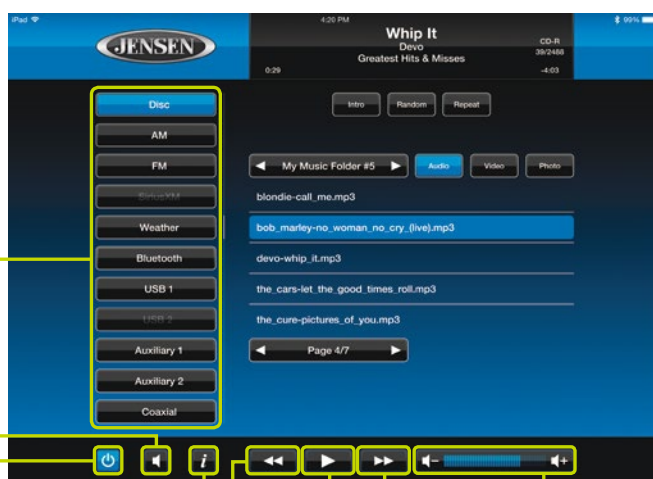 iPad 4:20 PM 99%
JENSEN
Whip It
Devo
Greatest Hits & Misses
CD-R
39/2488
0:29 -4:03
Disc
AM
FM
SiriusXM
Weather
Bluetooth
USB 1
USB 2
Auxiliary 1
Auxiliary 2
Coaxial
Intro Random Repeat
My Music Folder #5 Audio Video Photo
blondie-call_me.mp3
bob_marley-no_woman_no_cry_(live).mp3
devo-whip_it.mp3
the_cars-let_the_good_times_roll.mp3
the_cure-pictures_of_you.mp3
Page 4/7
i